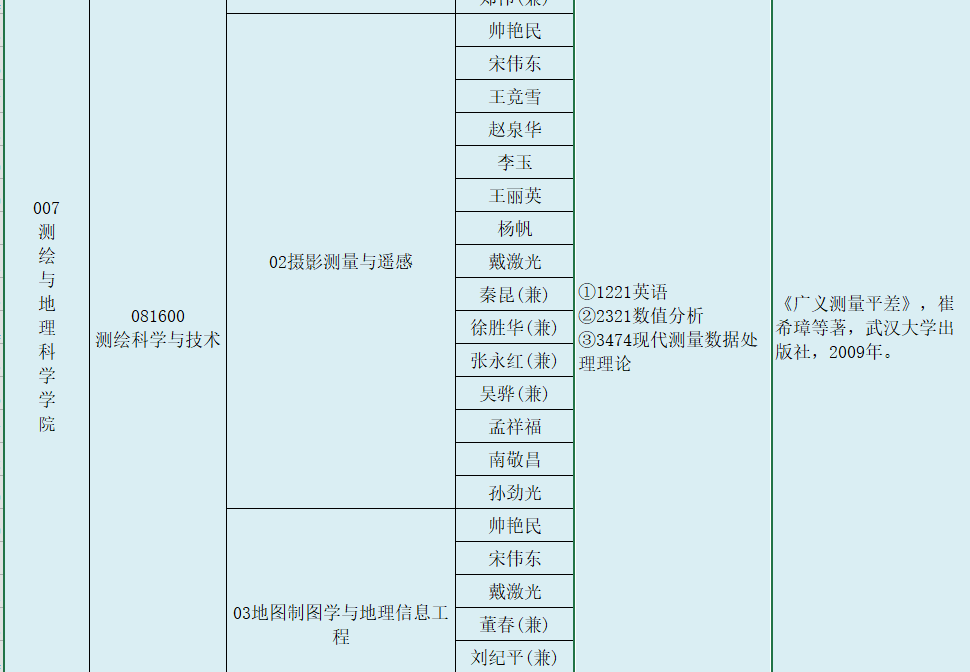 007
测
绘
与
地
理
科
学
学
院
081600
测绘科学与技术
02摄影测量与遥感
帅艳民
宋伟东
王竞雪
赵泉华
李玉
王丽英
杨帆
戴激光
秦昆(兼)
徐胜华(兼)
张永红(兼)
吴骅(兼)
孟祥福
南敬昌
孙劲光
03地图制图学与地理信息工
程
帅艳民
宋伟东
戴激光
董春(兼)
刘纪平(兼)
①1221英语
②2321数值分析
③3474现代测量数据处
理理论
《广义测量平差》，崔
希璋等著，武汉大学出
版社，2009年。